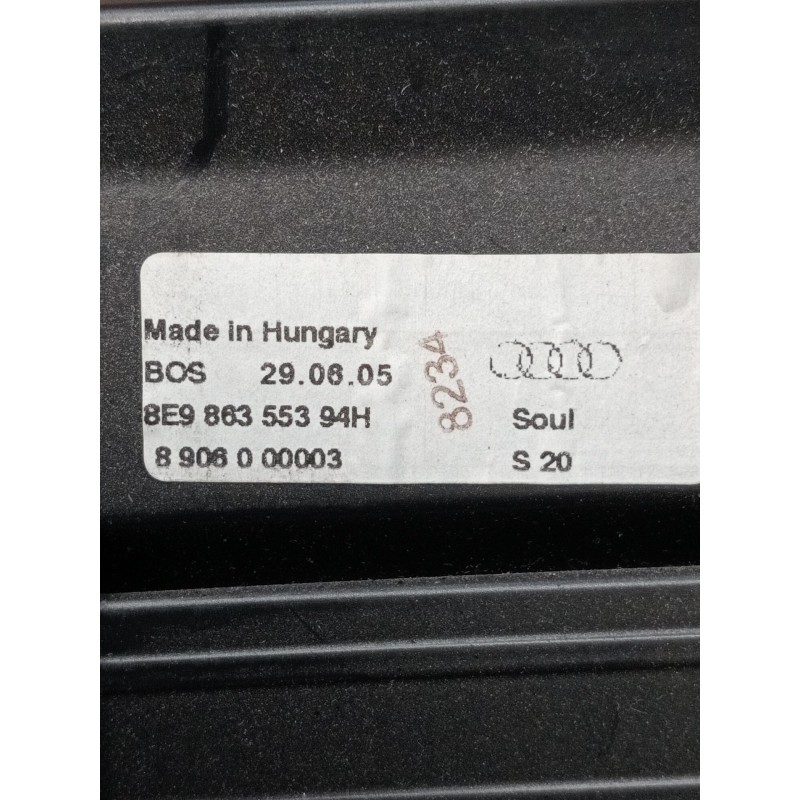 Made in Hungary
BOS 29.06.05
8E9 863 553 94H
8 906 0 00003
8234
Soul
S 20